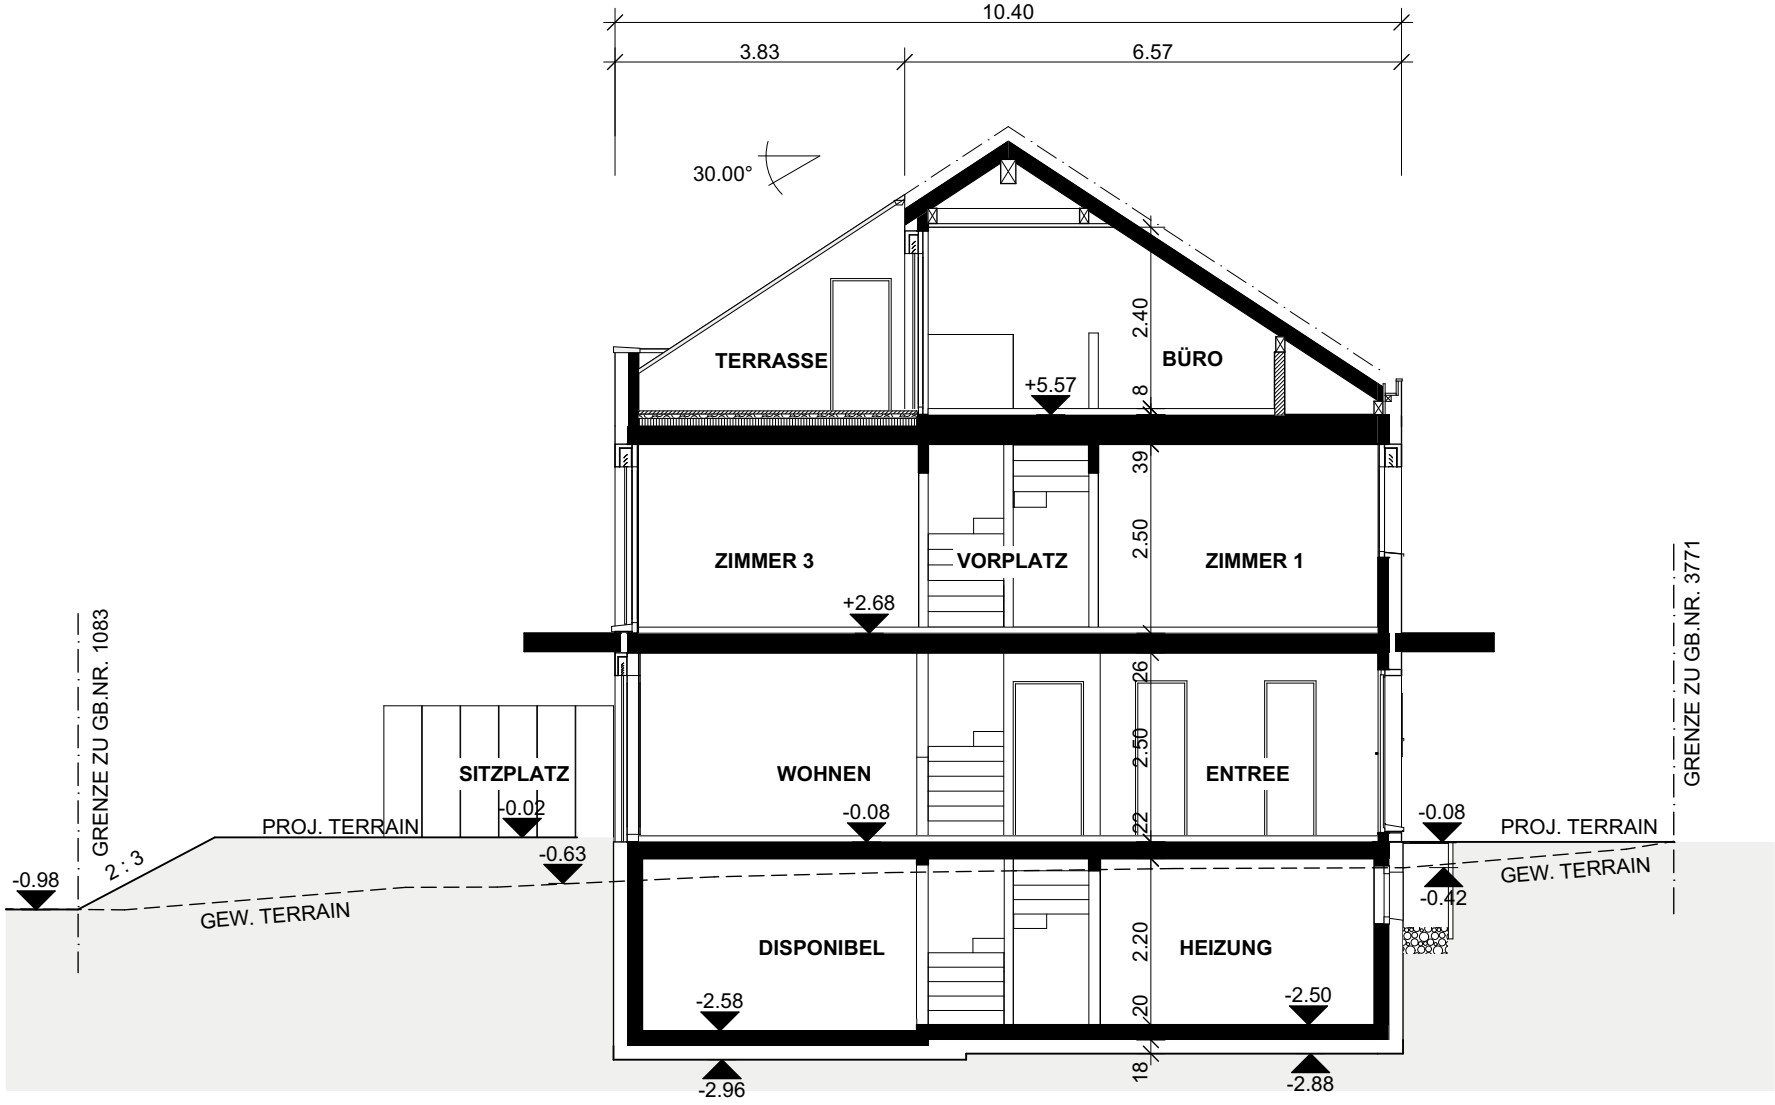 10.40
3.83
6.57
30.00°
2.40
TERRASSE
BÜRO
+5.57
8
39
2.50
ZIMMER 3
VORPLATZ
ZIMMER 1
+2.68
GRENZE ZU GB.NR. 1083
GRENZE ZU GB.NR. 3771
26
2.50
SITZPLATZ
WOHNEN
ENTREE
-0.02
-0.08
22
-0.08
PROJ. TERRAIN
PROJ. TERRAIN
2 : 3
-0.63
-0.98
GEW. TERRAIN
GEW. TERRAIN
-0.42
DISPONIBEL
2.20
HEIZUNG
-2.58
20
-2.50
18
-2.96
-2.88